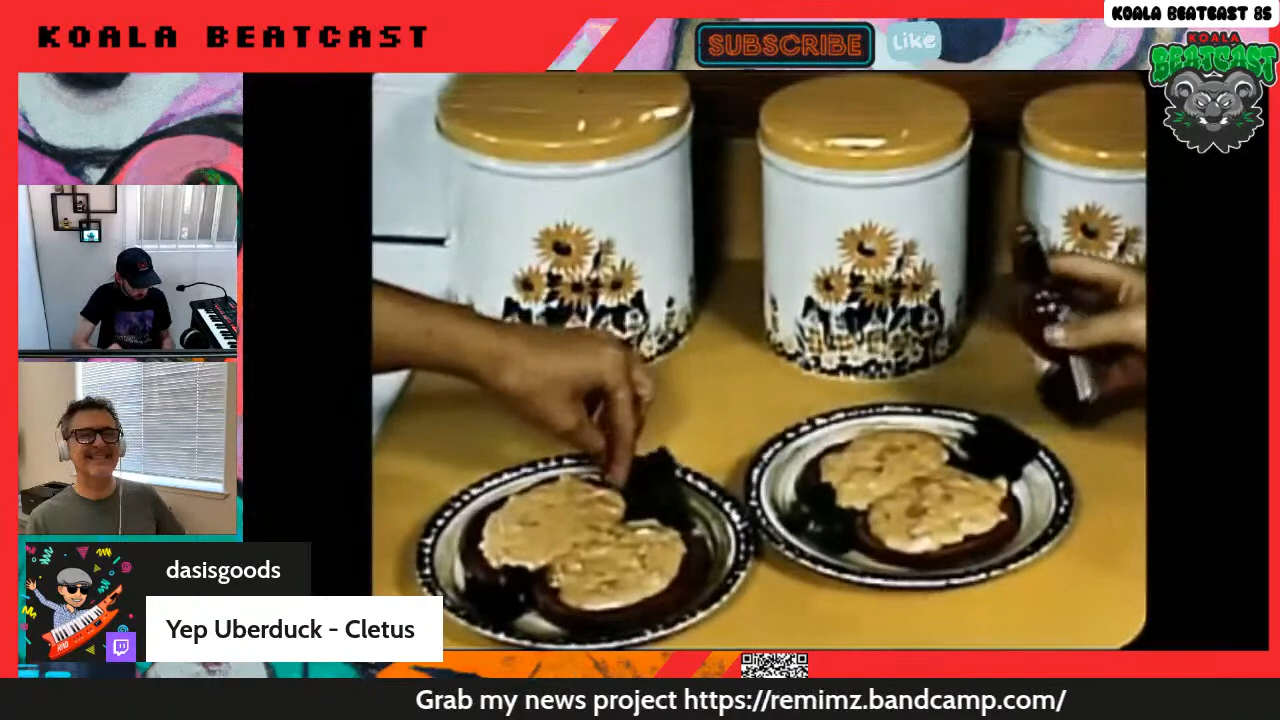 KOALA BEATCAST
SUBSCRIBE
Like
KOALA BEATCAST 85
KOALA
BEATCAST
dasisgoods
Yep Uberduck - Cletus
Grab my news project https://remimz.bandcamp.com/